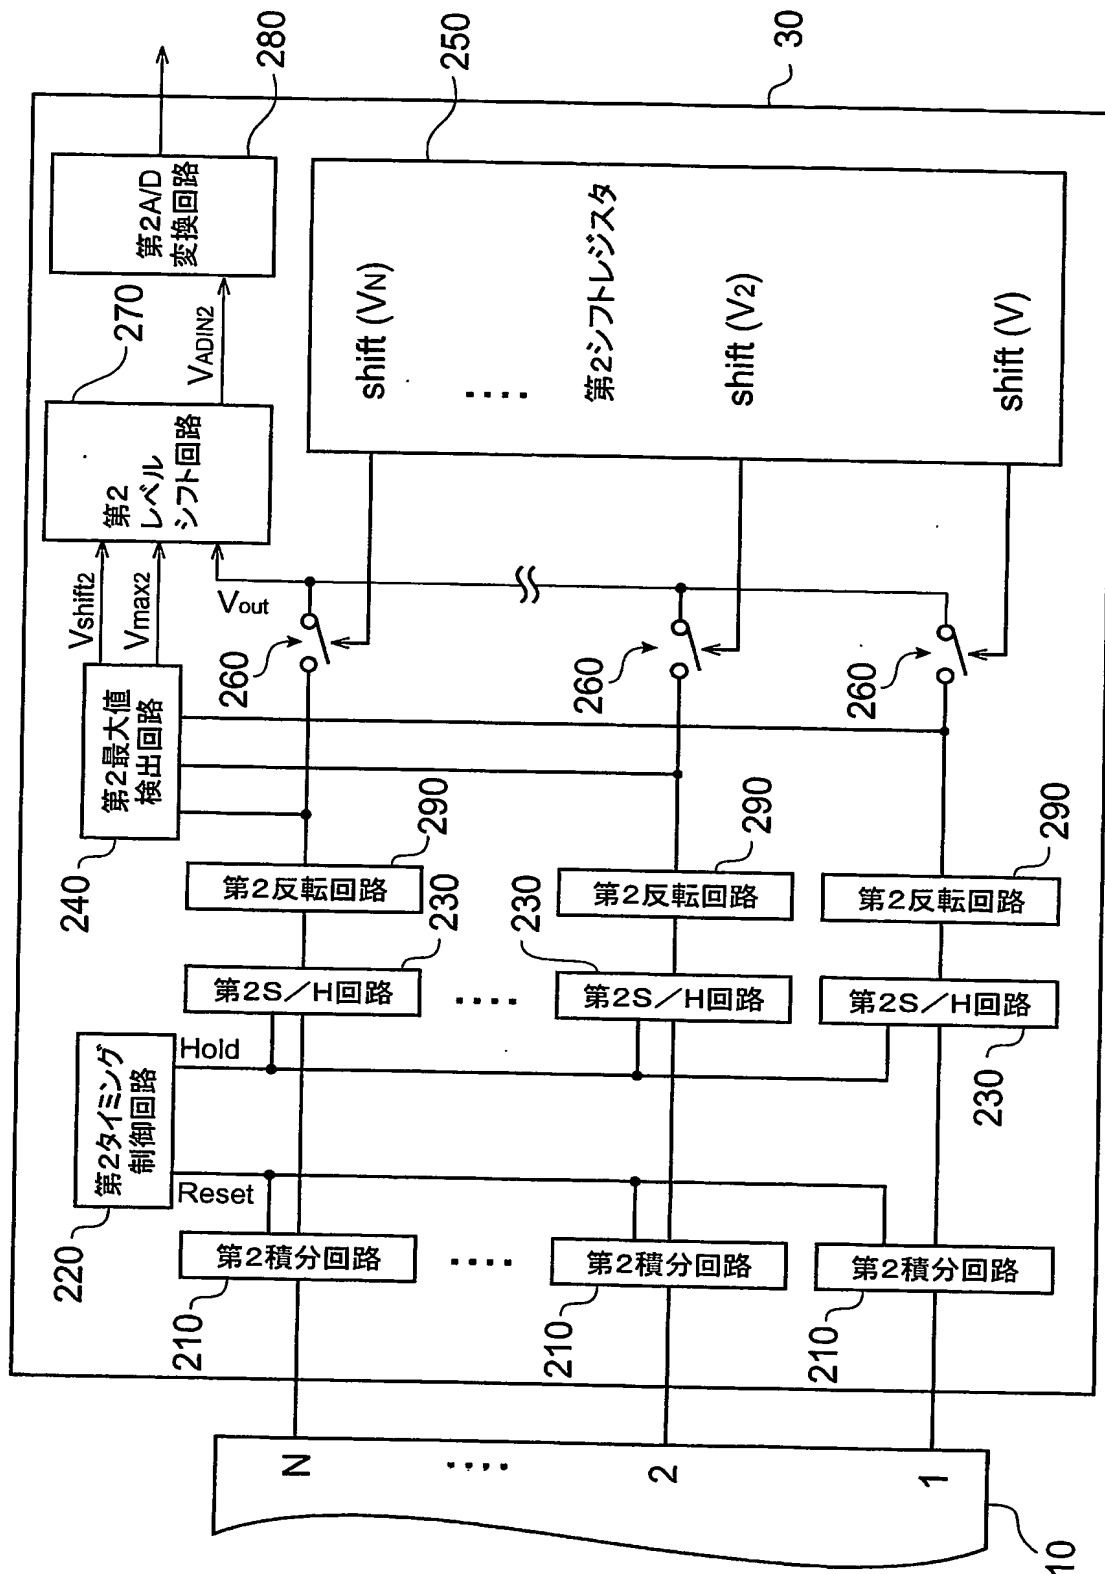 30
280
第2A/D
変換回路
270
VADIN2
第2
レベル
シフト回路
Vshift2
Vmax2
Vout
250
第2シフトレジスタ
shift (VN)
....
shift (V2)
shift (V)
260
260
260
240
第2最大値
検出回路
290
第2反転回路
290
第2反転回路
290
第2反転回路
230
第2S/H回路
....
230
第2S/H回路
230
第2S/H回路
220
第2タイミング
制御回路
Hold
Reset
210
第2積分回路
....
210
第2積分回路
210
第2積分回路
N
....
2
1
10